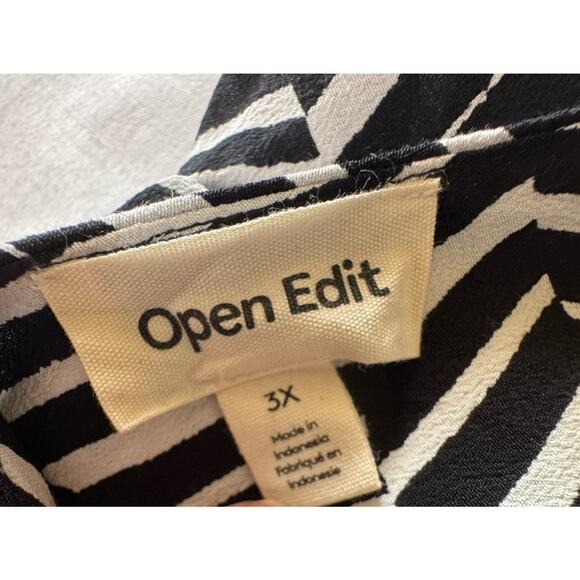 Open Edit
3X
Made in
Indonesia
Fabriqué en
Indonésie